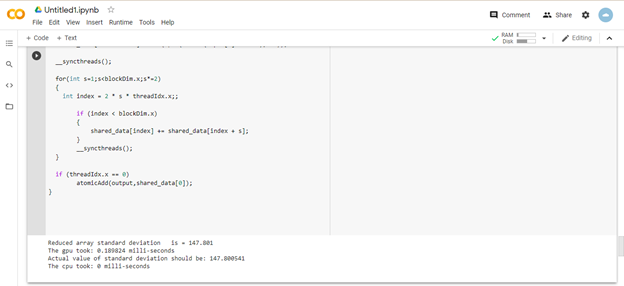 Untitled1.ipynb
File Edit View Insert Runtime Tools Help
Comment Share
+ Code + Text
RAM
Disk
Editing
__syncthreads();
for(int s=1;s<blockDim.x;s*=2)
{
int index = 2 * s * threadIdx.x;;
if (index < blockDim.x)
{
shared_data[index] += shared_data[index + s];
}
__syncthreads();
}
if (threadIdx.x == 0)
atomicAdd(output,shared_data[0]);
}
Reduced array standard deviation is = 147.801
The gpu took: 0.189824 milli-seconds
Actual value of standard deviation should be: 147.800541
The cpu took: 0 milli-seconds